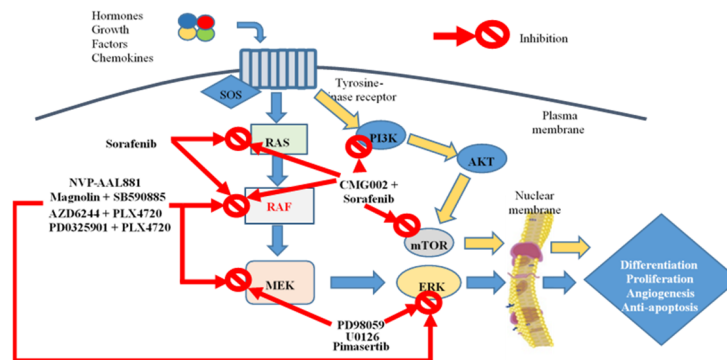 Hormones
Growth
Factors
Chemokines
Inhibition
SOS
Tyrosine-
kinase receptor
Plasma
membrane
Sorafenib
RAS
PI3K
AKT
NVP-AAL881
Magnolin + SB590885
AZD6244 + PLX4720
PD0325901 + PLX4720
RAF
CMG002 +
Sorafenib
mTOR
Nuclear
membrane
MEK
ERK
Differentiation
Proliferation
Angiogenesis
Anti-apoptosis
PD98059
U0126
Pimasertib